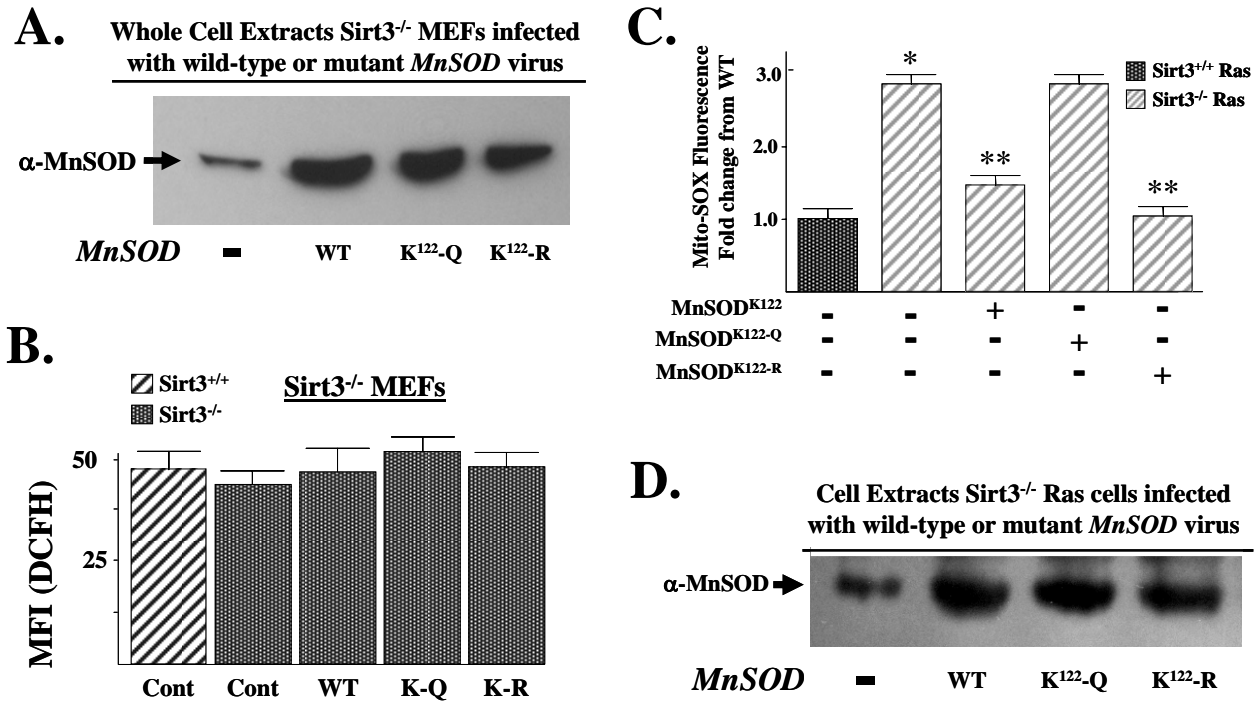 A.
Whole Cell Extracts Sirt3-/- MEFs infected
with wild-type or mutant MnSOD virus
α-MnSOD
MnSOD - WT K122-Q K122-R
B.
Sirt3+/+
Sirt3-/-
Sirt3-/- MEFs
MFI (DCFH)
50
25
Cont Cont WT K-Q K-R
C.
Mito-SOX Fluorescence
Fold change from WT
3.0
2.0
1.0
Sirt3+/+ Ras
Sirt3-/- Ras
* ** **
MnSODK122 - - + - -
MnSODK122-Q - - - + -
MnSODK122-R - - - - +
D.
Cell Extracts Sirt3-/- Ras cells infected
with wild-type or mutant MnSOD virus
α-MnSOD
MnSOD - WT K122-Q K122-R